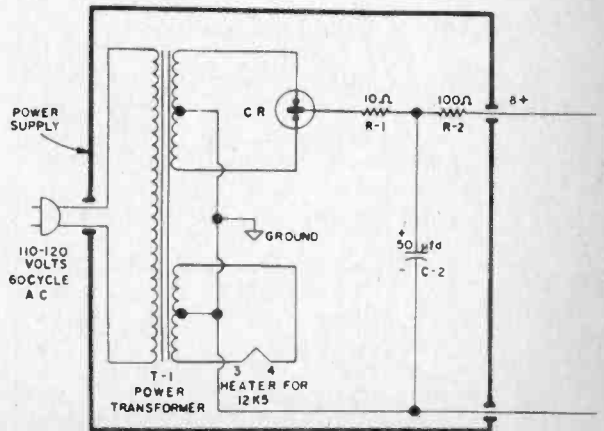 POWER
SUPPLY
110-120
VOLTS
60CYCLE
A C
T-1
POWER
TRANSFORMER
CR
10Ω
R-1
100Ω
R-2
B+
GROUND
+
50 µfd
-
C-2
3 4
HEATER FOR
12K5